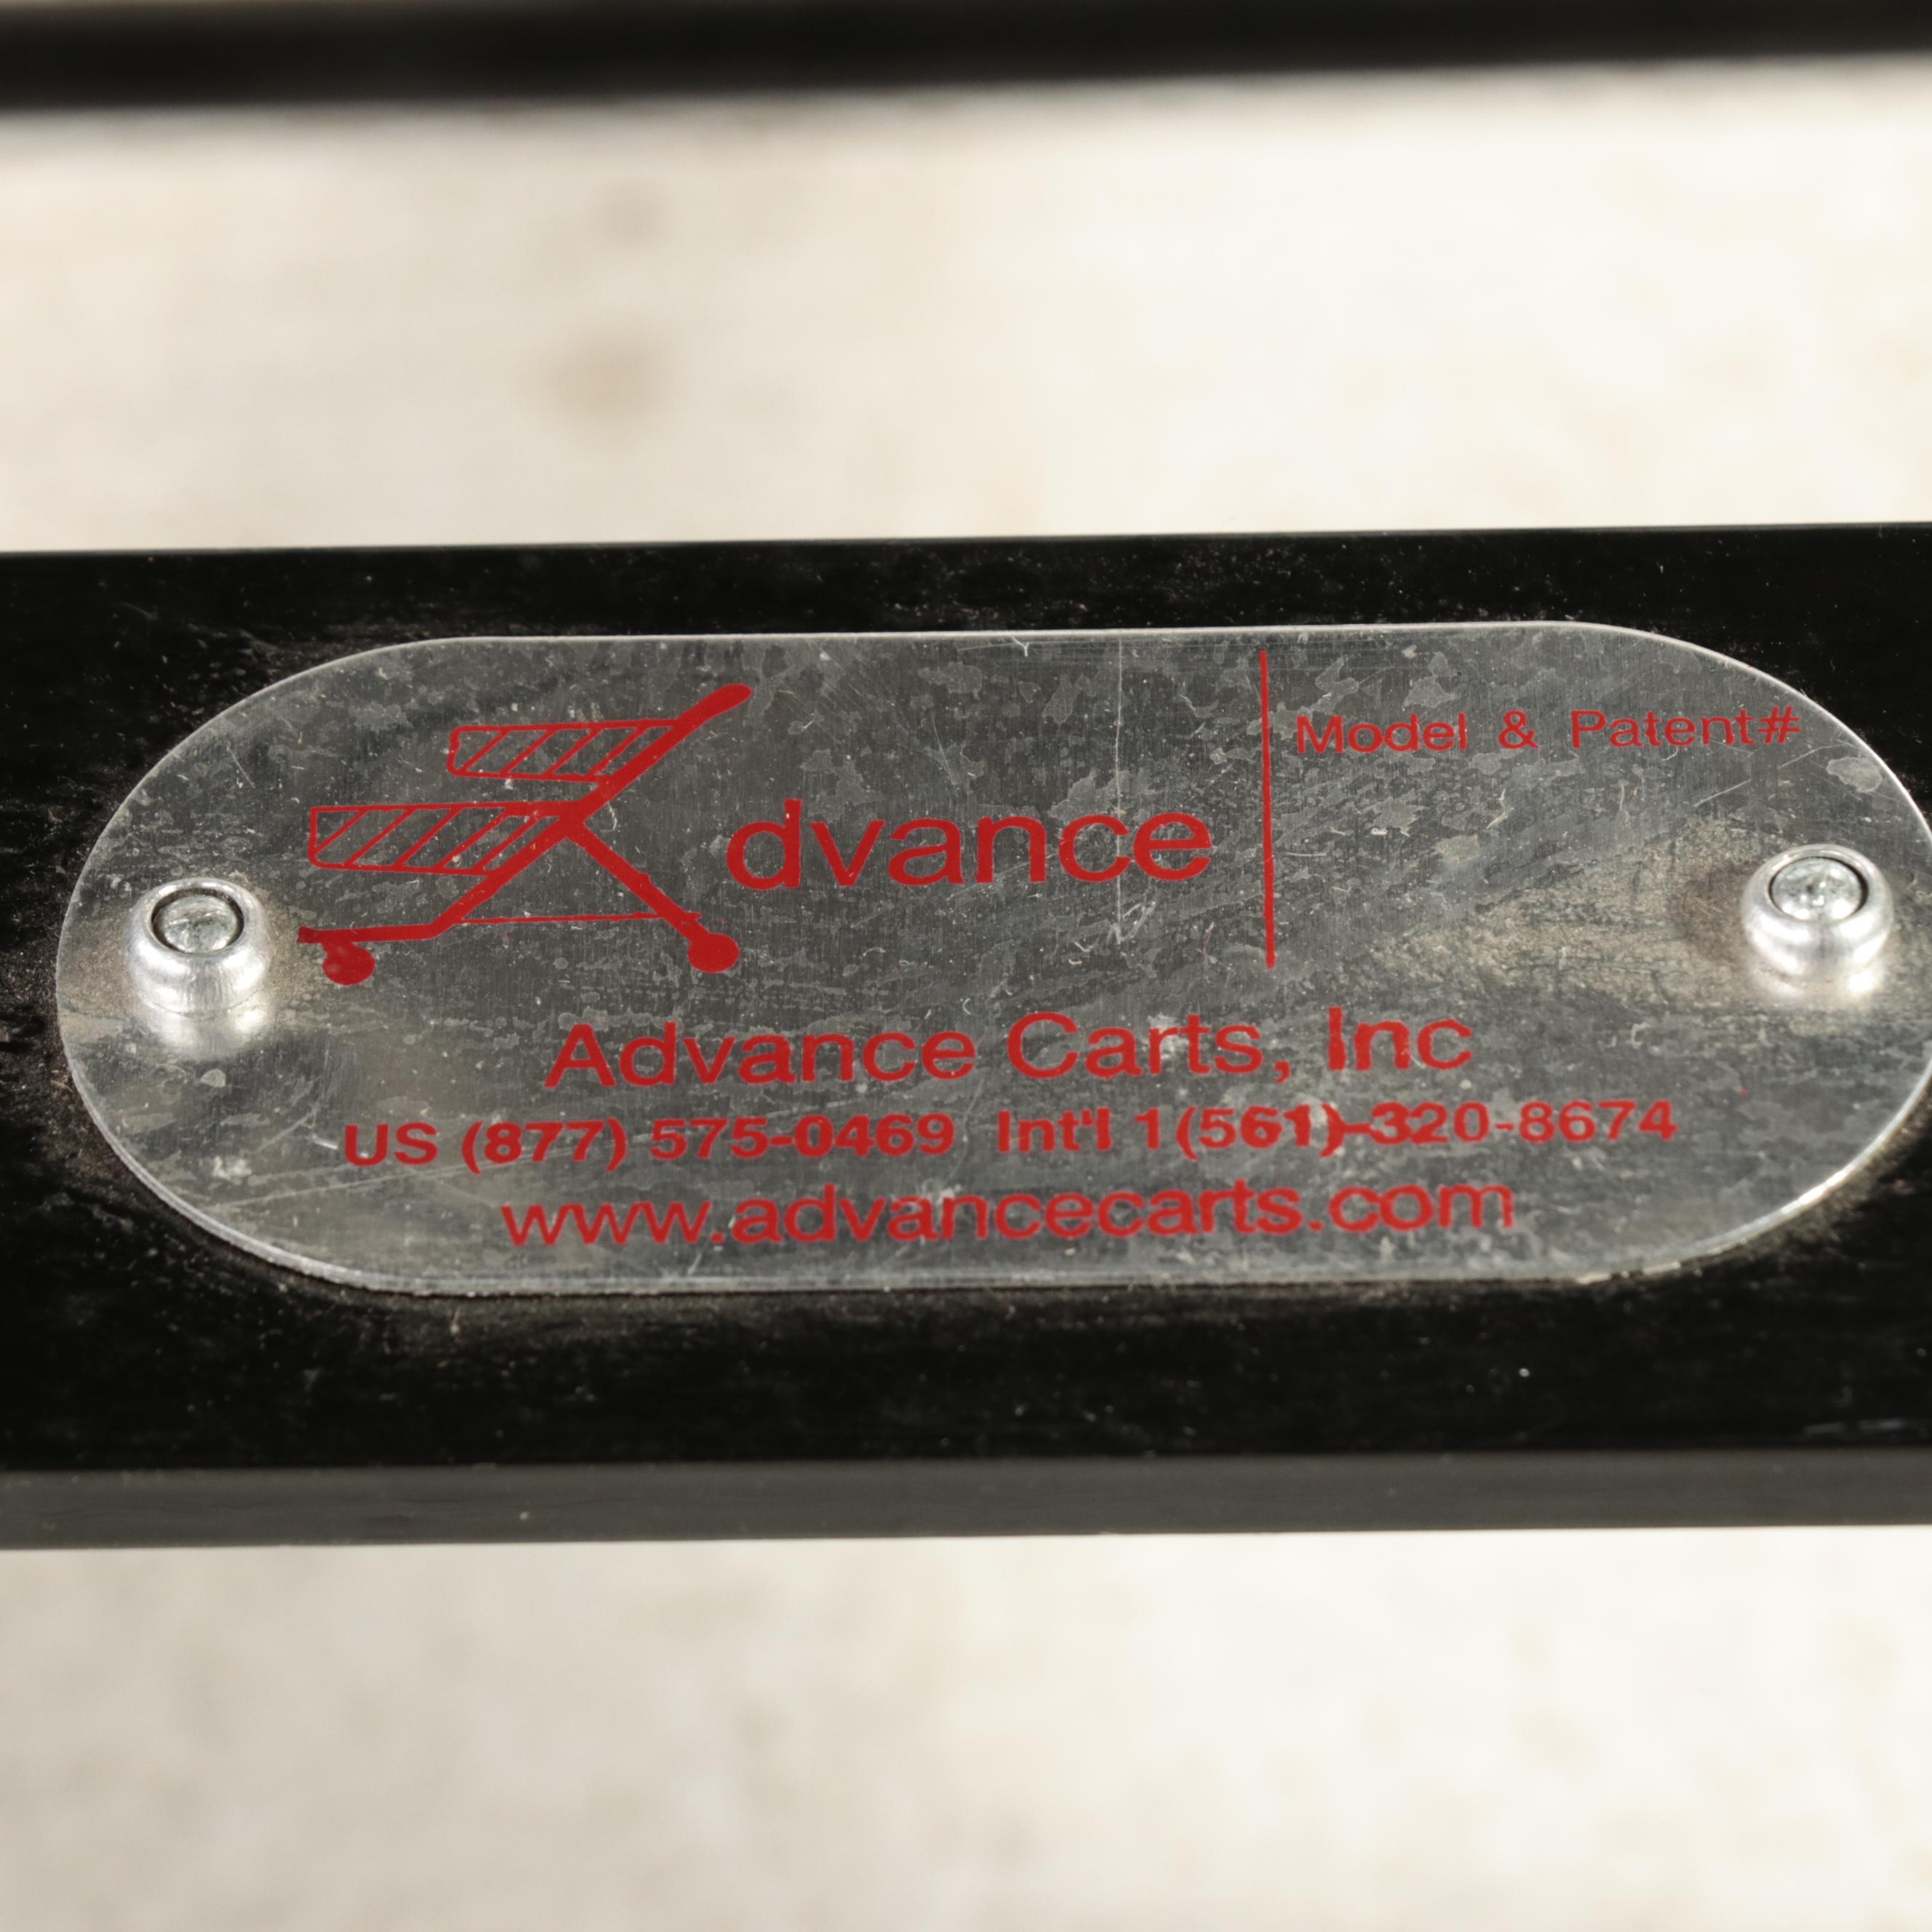 dvance
Model & Patent#
Advance Carts, Inc
US (877) 575-0469 Int'l 1(561)-320-8674
www.advancecarts.com